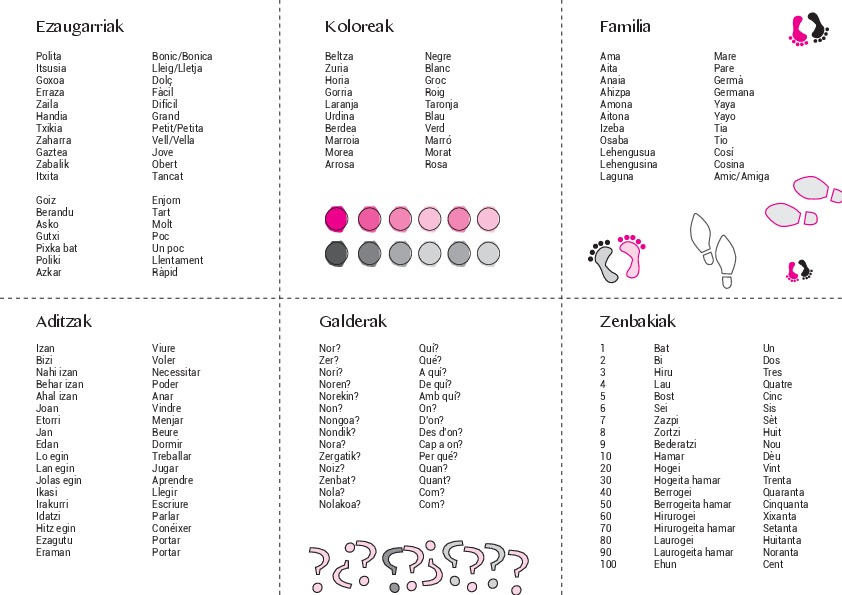 Ezaugarriak
Polita Bonic/Bonica
Itsusia Lleig/Lletja
Goxoa Dolç
Erraza Fàcil
Zaila Difícil
Handia Grand
Txikia Petit/Petita
Zaharra Vell/Vella
Gaztea Jove
Zabalik Obert
Itxita Tancat
Goiz Enjorn
Berandu Tart
Asko Molt
Gutxi Poc
Pixka bat Un poc
Poliki Llentament
Azkar Ràpid
Koloreak
Beltza Negre
Zuria Blanc
Horia Groc
Gorria Roig
Laranja Taronja
Urdina Blau
Berdea Verd
Marroia Marró
Morea Morat
Arrosa Rosa
Familia
Ama Mare
Aita Pare
Anaia Germà
Ahizpa Germana
Amona Yaya
Aitona Yayo
Izeba Tia
Osaba Tio
Lehengusua Cosí
Lehengusina Cosina
Laguna Amic/Amiga
Aditzak
Izan Viure
Bizi Voler
Nahi izan Necessitar
Behar izan Poder
Ahal izan Anar
Joan Vindre
Etorri Menjar
Jan Beure
Edan Dormir
Lo egin Treballar
Lan egin Jugar
Jolas egin Aprendre
Ikasi Llegir
Irakurri Escriure
Idatzi Parlar
Hitz egin Conéixer
Ezagutu Portar
Eraman Portar
Galderak
Nor? Quí?
Zer? Qué?
Nori? A quí?
Noren? De quí?
Norekin? Amb quí?
Non? On?
Nongoa? D'on?
Nondik? Des d'on?
Nora? Cap a on?
Zergatik? Per qué?
Noiz? Quan?
Zenbat? Quant?
Nola? Com?
Nolakoa? Com?
Zenbakiak
1 Bat Un
2 Bi Dos
3 Hiru Tres
4 Lau Quatre
5 Bost Cinc
6 Sei Sis
7 Zazpi Sèt
8 Zortzi Huit
9 Bederatzi Nou
10 Hamar Dèu
20 Hogei Vint
30 Hogeita hamar Trenta
40 Berrogei Quaranta
50 Berrogeita hamar Cinquanta
60 Hirurogei Xixanta
70 Hirurogeita hamar Setanta
80 Laurogei Huitanta
90 Laurogeita hamar Noranta
100 Ehun Cent